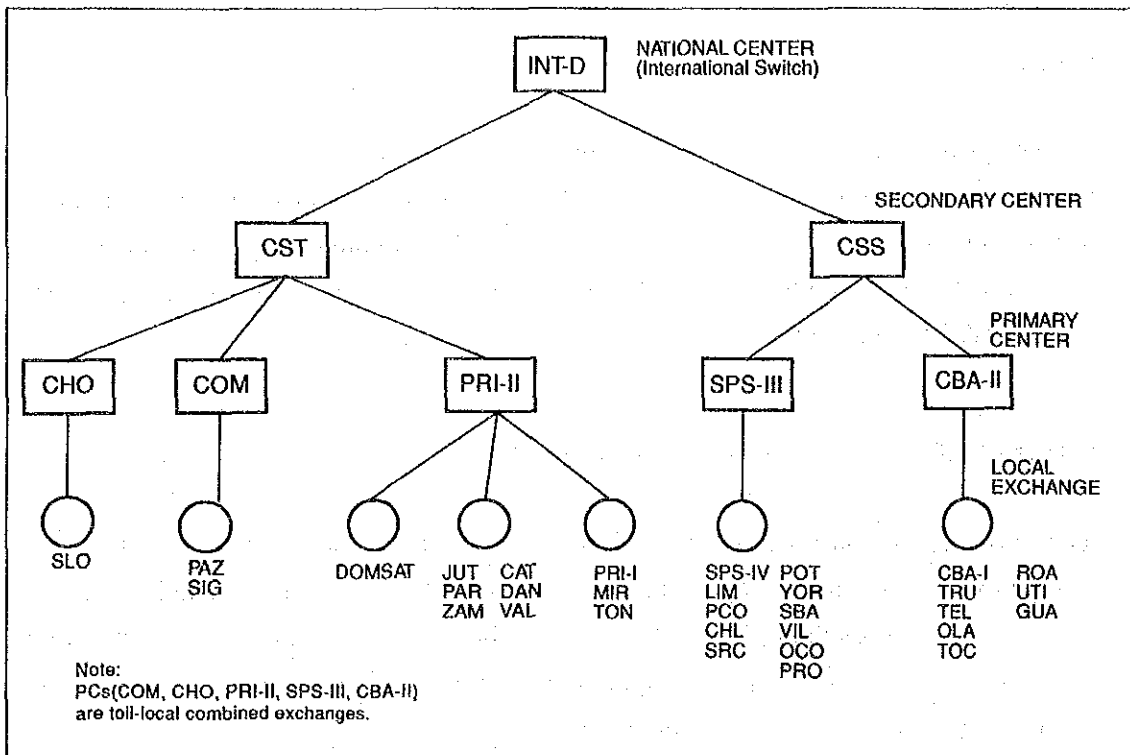 INT-D
NATIONAL CENTER
(International Switch)
SECONDARY CENTER
CST
CSS
PRIMARY
CENTER
CHO
COM
PRI-II
SPS-III
CBA-II
LOCAL
EXCHANGE
SLO
PAZ
SIG
DOMSAT
JUT CAT
PAR DAN
ZAM VAL
PRI-I
MIR
TON
SPS-IV POT
LIM YOR
PCO SBA
CHL VIL
SRC OCO
PRO
CBA-I ROA
TRU UTI
TEL GUA
OLA
TOC
Note:
PCs(COM, CHO, PRI-II, SPS-III, CBA-II)
are toll-local combined exchanges.